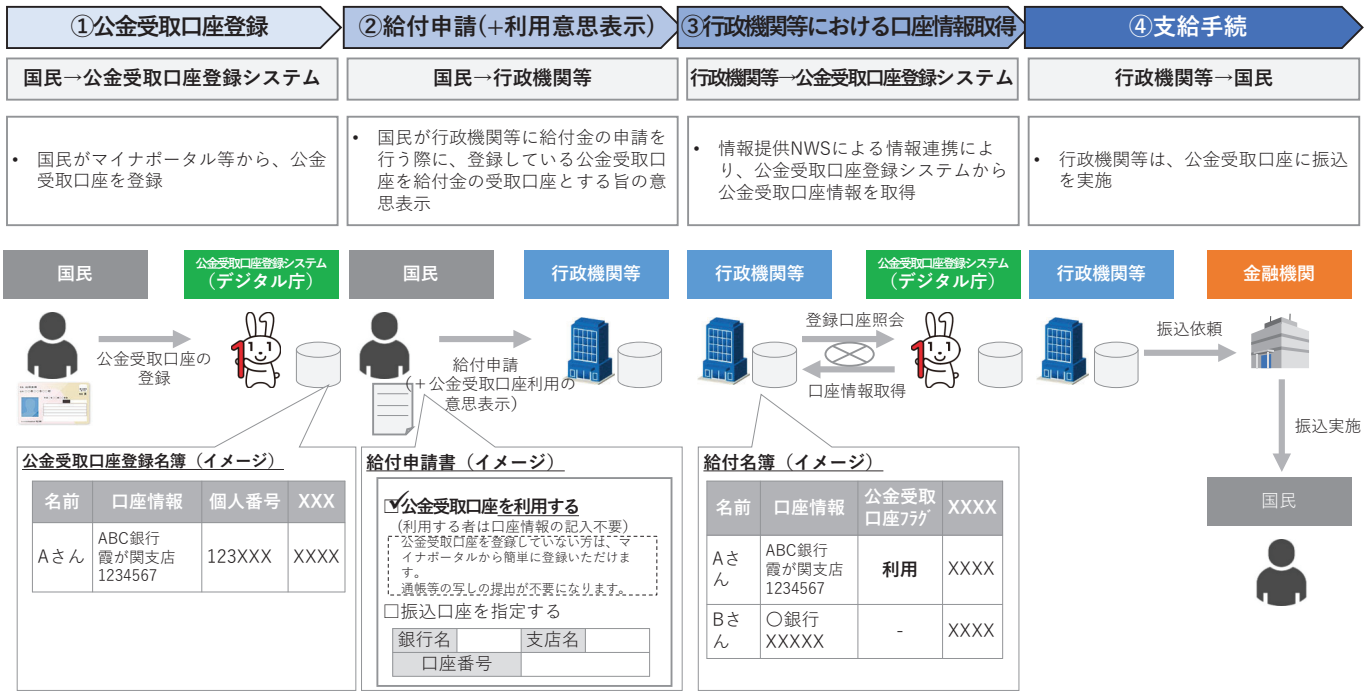 ①公金受取口座登録
②給付申請(+利用意思表示)
③行政機関等における口座情報取得
④支給手続
国民→公金受取口座登録システム
国民→行政機関等
行政機関等→公金受取口座登録システム
行政機関等→国民
• 国民がマイナポータル等から、公金
受取口座を登録
• 国民が行政機関等に給付金の申請を
行う際に、登録している公金受取口
座を給付金の受取口座とする旨の意
思表示
• 情報提供NWSによる情報連携によ
り、公金受取口座登録システムから
公金受取口座情報を取得
• 行政機関等は、公金受取口座に振込
を実施
国民
公金受取口座登録システム
（デジタル庁）
国民
行政機関等
行政機関等
公金受取口座登録システム
（デジタル庁）
行政機関等
金融機関
公金受取口座の
登録
1
給付申請
（＋公金受取口座利用の
意思表示）
登録口座照会
口座情報取得
1
振込依頼
振込実施
国民
公金受取口座登録名簿（イメージ）
名前 口座情報 個人番号 XXX
Aさん ABC銀行
霞が関支店
1234567 123XXX XXXX
給付申請書（イメージ）
☑公金受取口座を利用する
(利用する者は口座情報の記入不要)
公金受取口座を登録していない方は、マ
イナポータルから簡単に登録いただけま
す。
通帳等の写しの提出が不要になります。
□振込口座を指定する
銀行名 支店名
口座番号
給付名簿（イメージ）
名前 口座情報 公金受取
口座ﾌﾗｸﾞ XXXX
Aさ
ん ABC銀行
霞が関支店
1234567 利用 XXXX
Bさ
ん 〇銀行
XXXXX - XXXX